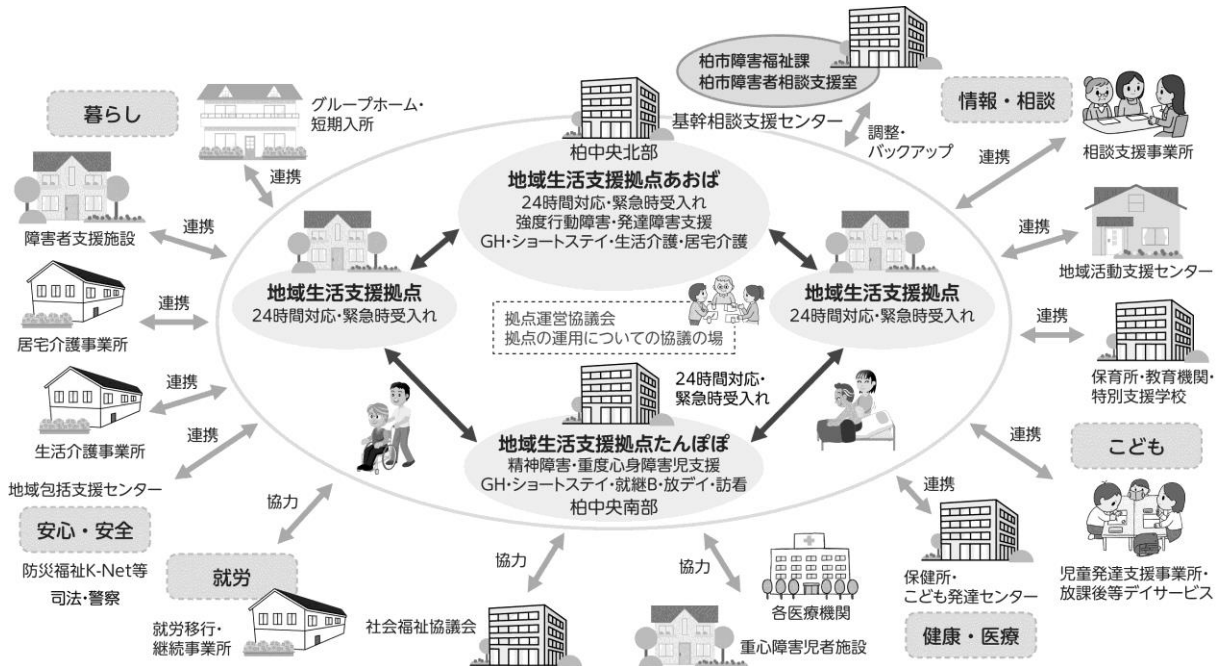 柏市障害福祉課
柏市障害者相談支援室
基幹相談支援センター
調整・
バックアップ
情報・相談
連携
相談支援事業所
暮らし
グループホーム・
短期入所
連携
障害者支援施設
連携
柏中央北部
地域生活支援拠点あおば
24時間対応・緊急時受入れ
強度行動障害・発達障害支援
GH・ショートステイ・生活介護・居宅介護
連携
地域活動支援センター
地域生活支援拠点
24時間対応・緊急時受入れ
拠点運営協議会
拠点の運用についての協議の場
地域生活支援拠点
24時間対応・緊急時受入れ
連携
居宅介護事業所
連携
保育所・教育機関・
特別支援学校
連携
生活介護事業所
24時間対応・
緊急時受入れ
地域生活支援拠点たんぽぽ
精神障害・重度心身障害児支援
GH・ショートステイ・就継B・放デイ・訪看
柏中央南部
連携
地域包括支援センター
安心・安全
防災福祉K-Net等
司法・警察
協力
就労
就労移行・
継続事業所
協力
社会福祉協議会
協力
各医療機関
重心障害児者施設
連携
保健所・
こども発達センター
健康・医療
連携
こども
児童発達支援事業所・
放課後等デイサービス